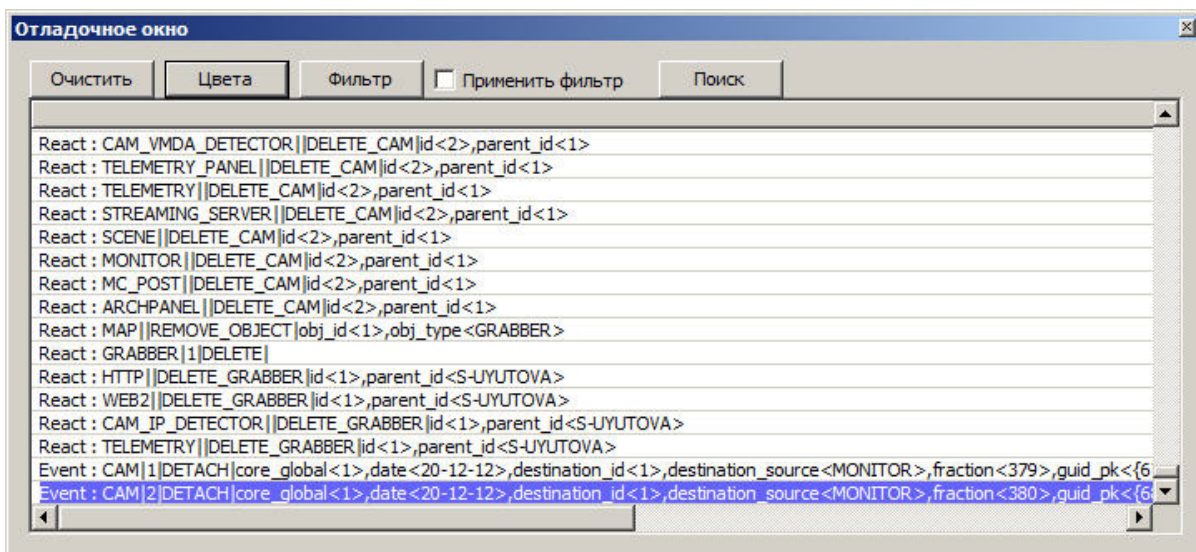 Отладочное окно
Очистить Цвета Фильтр Применить фильтр Поиск
React : CAM_VMDA_DETECTOR||DELETE_CAM|id<2>,parent_id<1>
React : TELEMETRY_PANEL||DELETE_CAM|id<2>,parent_id<1>
React : TELEMETRY||DELETE_CAM|id<2>,parent_id<1>
React : STREAMING_SERVER||DELETE_CAM|id<2>,parent_id<1>
React : SCENE||DELETE_CAM|id<2>,parent_id<1>
React : MONITOR||DELETE_CAM|id<2>,parent_id<1>
React : MC_POST||DELETE_CAM|id<2>,parent_id<1>
React : ARCHPANEL||DELETE_CAM|id<2>,parent_id<1>
React : MAP||REMOVE_OBJECT|obj_id<1>,obj_type<GRABBER>
React : GRABBER|1|DELETE|
React : HTTP||DELETE_GRABBER|id<1>,parent_id<S-UYUTOVA>
React : WEB2||DELETE_GRABBER|id<1>,parent_id<S-UYUTOVA>
React : CAM_IP_DETECTOR||DELETE_GRABBER|id<1>,parent_id<S-UYUTOVA>
React : TELEMETRY||DELETE_GRABBER|id<1>,parent_id<S-UYUTOVA>
Event : CAM|1|DETACH|core_global<1>,date<20-12-12>,destination_id<1>,destination_source<MONITOR>,fraction<379>,guid_pk<{6
Event : CAM|2|DETACH|core_global<1>,date<20-12-12>,destination_id<1>,destination_source<MONITOR>,fraction<380>,guid_pk<{6